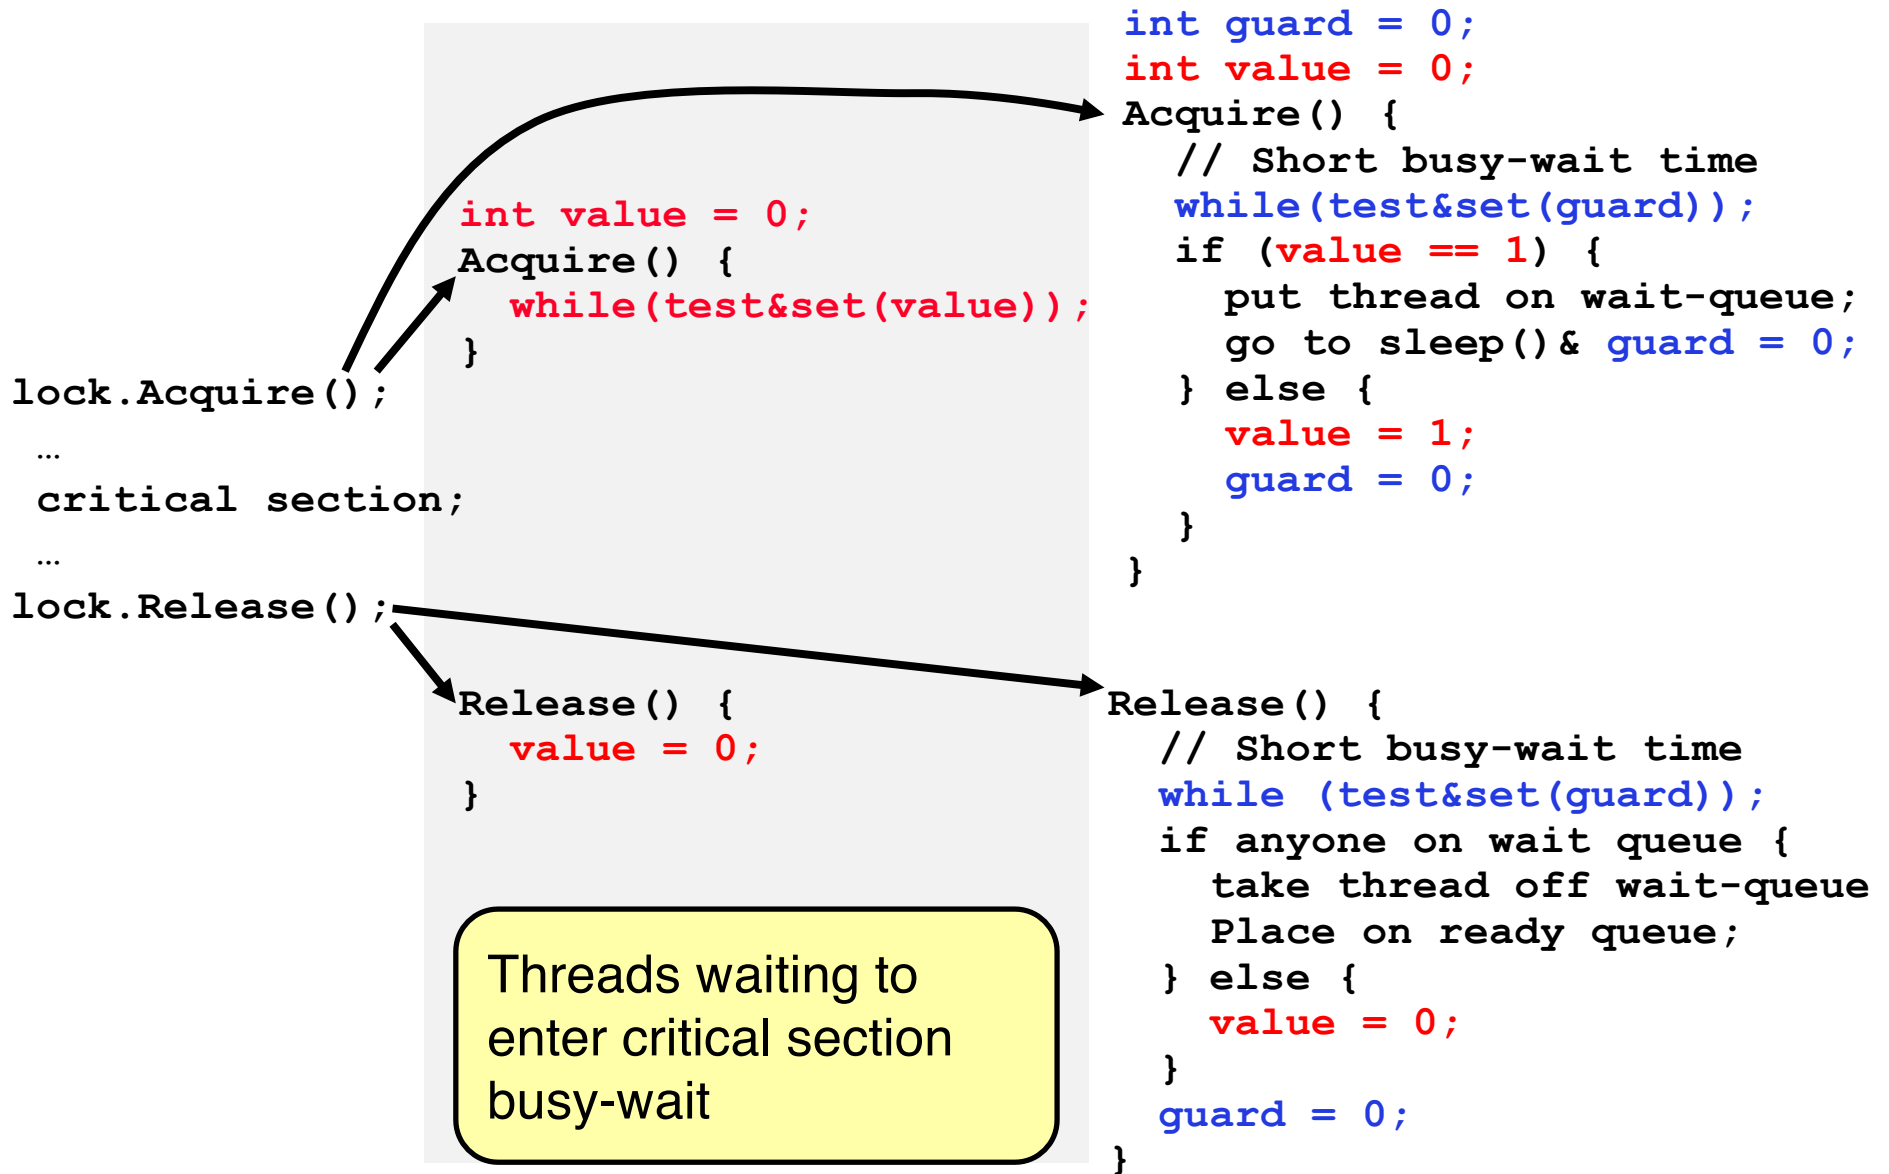 lock.Acquire();
…
critical section;
…
lock.Release();
int value = 0;
Acquire() {
while(test&set(value));
}
Release() {
value = 0;
}
Threads waiting to
enter critical section
busy-wait
int guard = 0;
int value = 0;
Acquire() {
// Short busy-wait time
while(test&set(guard));
if (value == 1) {
put thread on wait-queue;
go to sleep()& guard = 0;
} else {
value = 1;
guard = 0;
}
}
Release() {
// Short busy-wait time
while (test&set(guard));
if anyone on wait queue {
take thread off wait-queue
Place on ready queue;
} else {
value = 0;
}
guard = 0;
}